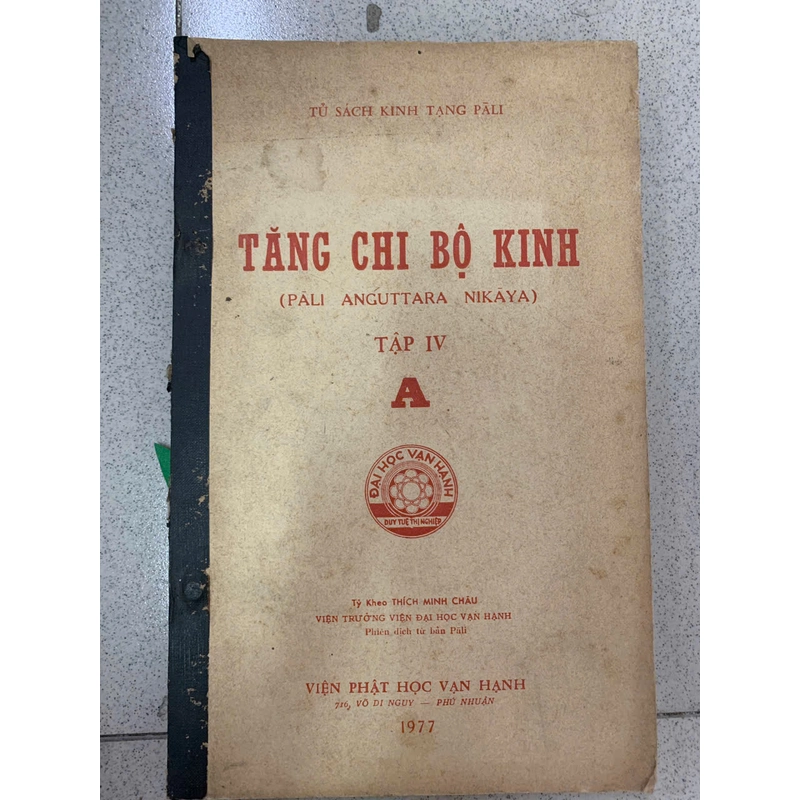 TỦ SÁCH KINH TẠNG PĀLI
TĂNG CHI BỘ KINH
(PĀLI ANGUTTARA NIKĀYA)
TẬP IV
A
ĐẠI HỌC VẠN HẠNH
DUY TUỆ THỊ NGHIỆP
Tỳ Kheo THÍCH MINH CHÂU
VIỆN TRƯỞNG VIỆN ĐẠI HỌC VẠN HẠNH
Phiên dịch từ bản Pāli
VIỆN PHẬT HỌC VẠN HẠNH
716, VÕ DI NGUY — PHÚ NHUẬN
1977